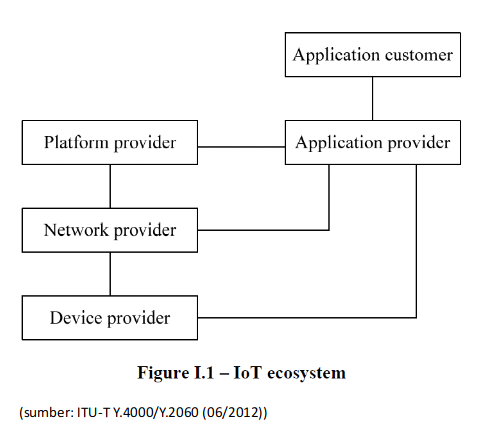 Application customer
Platform provider
Application provider
Network provider
Device provider
Figure I.1 – IoT ecosystem
(sumber: ITU-T Y.4000/Y.2060 (06/2012))